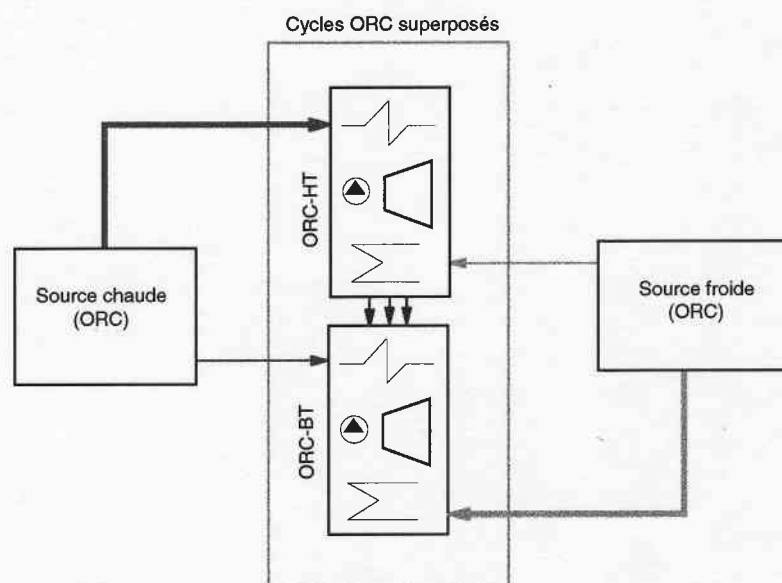 Cycles ORC superposés
ORC-HT
Source chaude
(ORC)
Source froide
(ORC)
ORC-BT